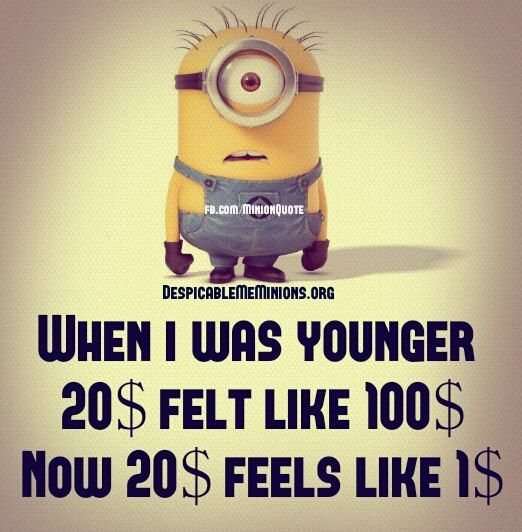 fb.com/MinionQuote
DespicableMeMinions.org
When i was younger
20$ felt like 100$
Now 20$ feels like 1$